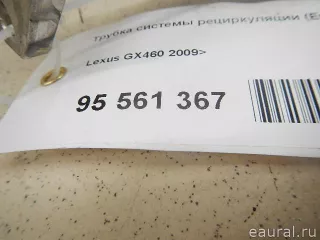 Трубка системы рециркуляции
Lexus GX460 2009>
95 561 367
eaural.ru